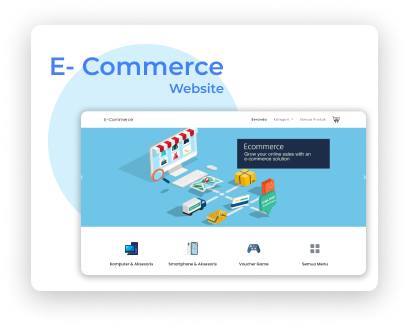 E- Commerce
Website
E-Commerce
Beranda Kategori Semua Produk
Ecommerce
Grow your online sales with an
e-commerce solution
Komputer & Aksesoris Smartphone & Aksesoris Voucher Game Semua Menu